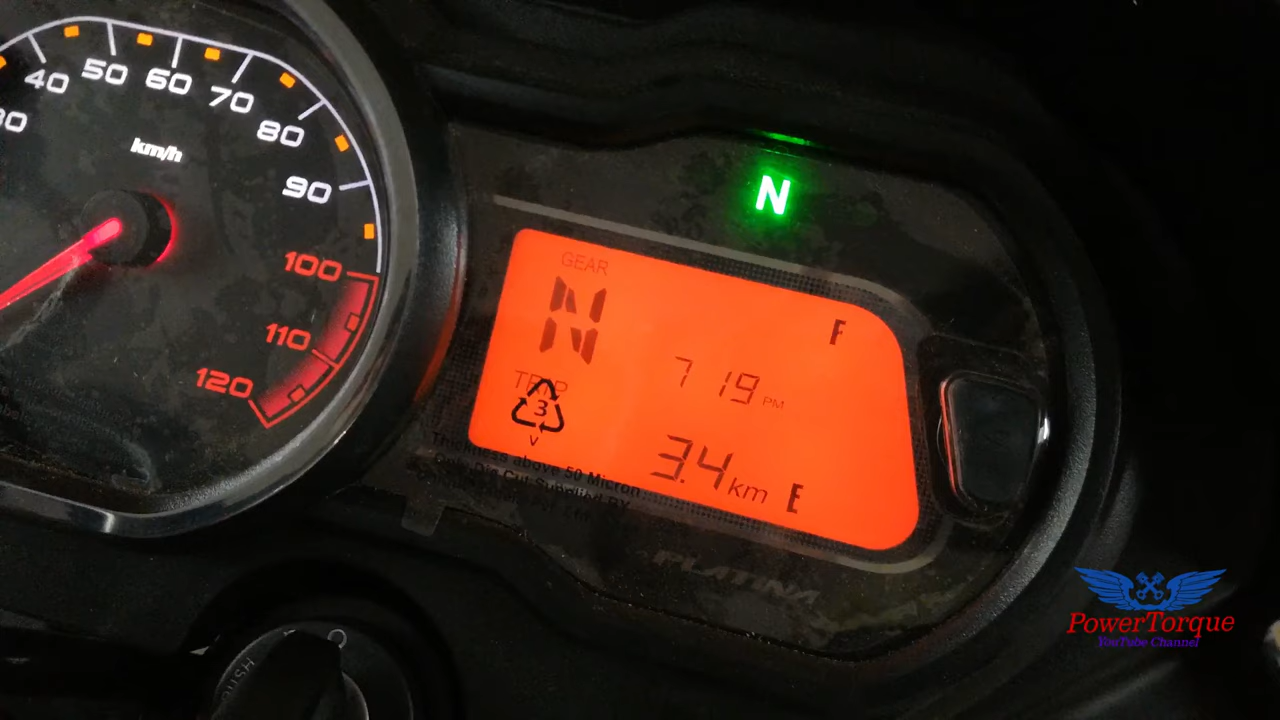 40 50 60 70 80 90 100 110 120
km/h
N
GEAR
N
F
7 19 PM
TRIP
3
V
3.4 km
E
Thickness above 50 Micron
PLATINA
PUSH
PowerTorque
YouTube Channel